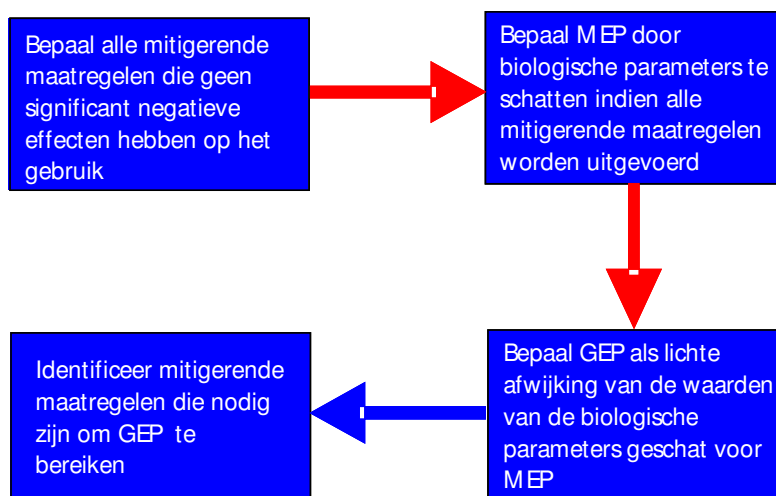 Bepaal alle mitigerende
maatregelen die geen
significant negatieve
effecten hebben op het
gebruik
Bepaal MEP door
biologische parameters te
schatten indien alle
mitigerende maatregelen
worden uitgevoerd
Bepaal GEP als lichte
afwijking van de waarden
van de biologische
parameters geschat voor
MEP
Identificeer mitigerende
maatregelen die nodig
zijn om GEP te
bereiken